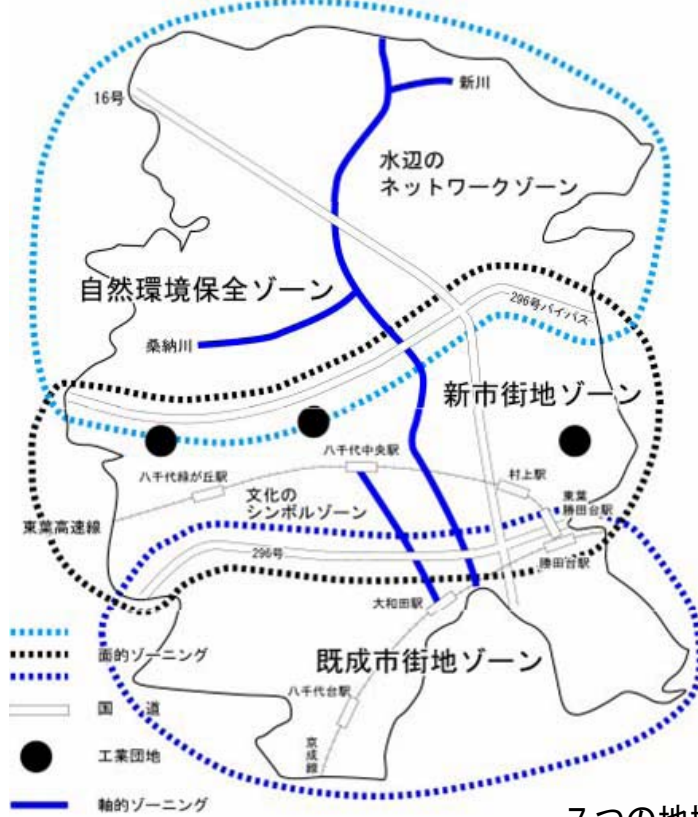 16号
新川
水辺の
ネットワークゾーン
自然環境保全ゾーン
296号バイパス
桑納川
新市街地ゾーン
八千代中央駅
八千代緑が丘駅
村上駅
文化の
シンボルゾーン
東葉
勝田台駅
東葉高速線
296号
勝田台駅
大和田駅
既成市街地ゾーン
八千代台駅
京成線
面的ゾーニング
国　道
工業団地
軸的ゾーニング
７つの地域